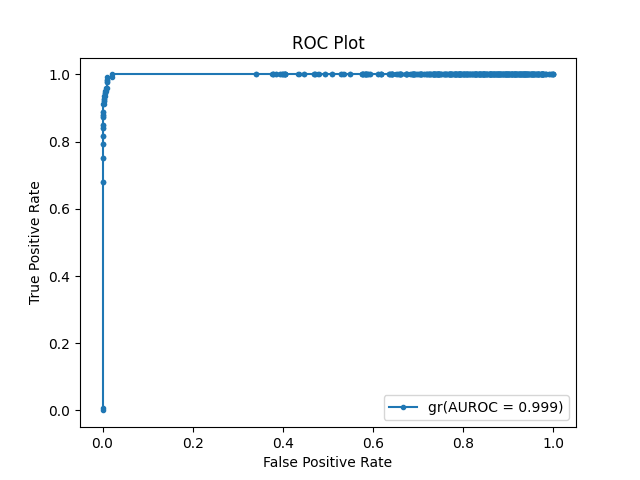 ROC Plot
True Positive Rate
1.0
0.8
0.6
0.4
0.2
0.0
0.0 0.2 0.4 0.6 0.8 1.0
False Positive Rate
gr(AUROC = 0.999)